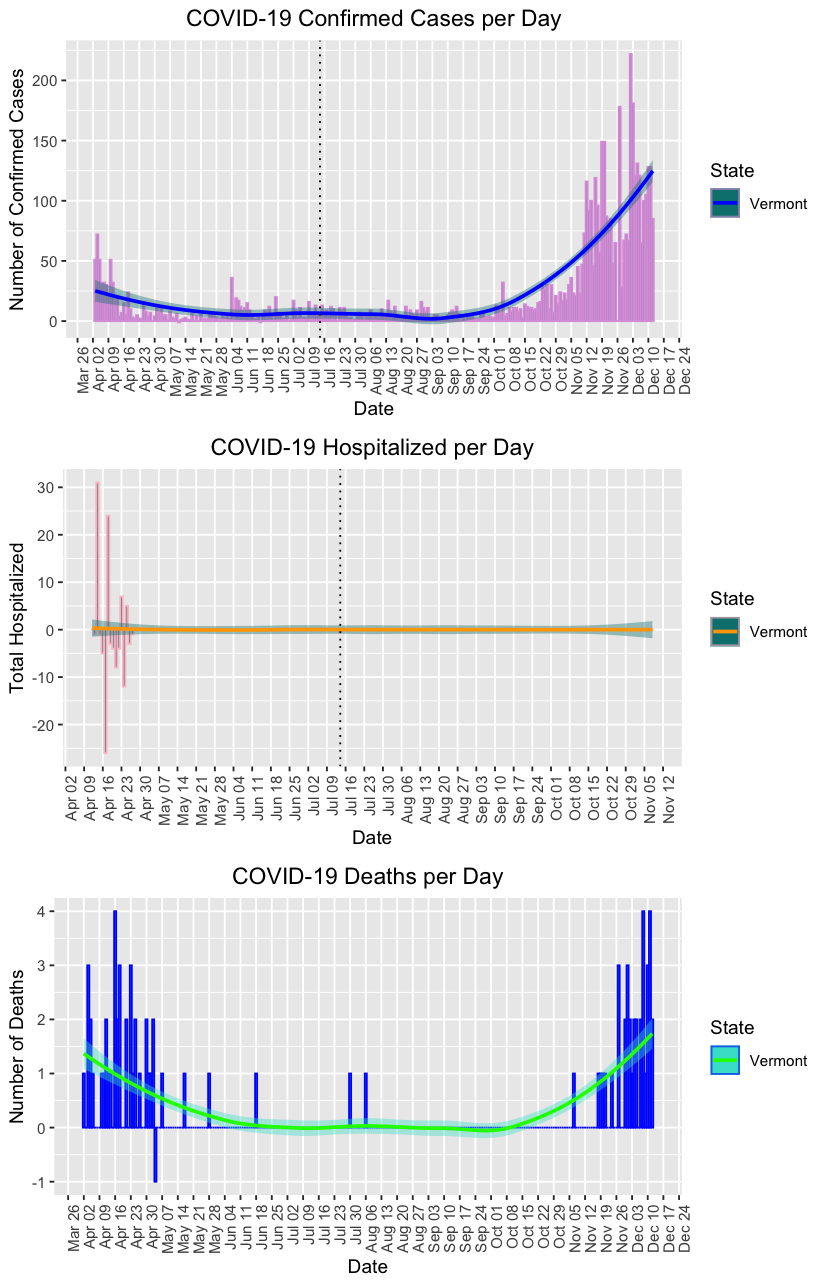 COVID-19 Confirmed Cases per Day
Number of Confirmed Cases
200
150
100
50
0
Mar 26
Apr 02
Apr 09
Apr 16
Apr 23
Apr 30
May 07
May 14
May 21
May 28
Jun 04
Jun 11
Jun 18
Jun 25
Jul 02
Jul 09
Jul 16
Jul 23
Jul 30
Aug 06
Aug 13
Aug 20
Aug 27
Sep 03
Sep 10
Sep 17
Sep 24
Oct 01
Oct 08
Oct 15
Oct 22
Oct 29
Nov 05
Nov 12
Nov 19
Nov 26
Dec 03
Dec 10
Dec 17
Dec 24
Date
State
Vermont
COVID-19 Hospitalized per Day
Total Hospitalized
30
20
10
0
-10
-20
Apr 02
Apr 09
Apr 16
Apr 23
Apr 30
May 07
May 14
May 21
May 28
Jun 04
Jun 11
Jun 18
Jun 25
Jul 02
Jul 09
Jul 16
Jul 23
Jul 30
Aug 06
Aug 13
Aug 20
Aug 27
Sep 03
Sep 10
Sep 17
Sep 24
Oct 01
Oct 08
Oct 15
Oct 22
Oct 29
Nov 05
Nov 12
Date
State
Vermont
COVID-19 Deaths per Day
Number of Deaths
4
3
2
1
0
-1
Mar 26
Apr 02
Apr 09
Apr 16
Apr 23
Apr 30
May 07
May 14
May 21
May 28
Jun 04
Jun 11
Jun 18
Jun 25
Jul 02
Jul 09
Jul 16
Jul 23
Jul 30
Aug 06
Aug 13
Aug 20
Aug 27
Sep 03
Sep 10
Sep 17
Sep 24
Oct 01
Oct 08
Oct 15
Oct 22
Oct 29
Nov 05
Nov 12
Nov 19
Nov 26
Dec 03
Dec 10
Dec 17
Dec 24
Date
State
Vermont